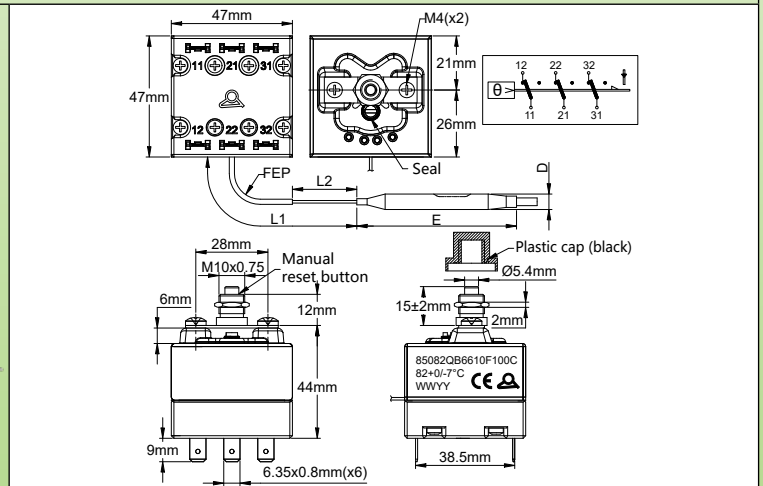 47mm
M4(x2)
11 21 31
47mm
21mm
12 22 32
θ
11 21 31
12 22 32
26mm
Seal
FEP
L2
D
L1
E
28mm
M10x0.75
Manual
reset button
Plastic cap (black)
Ø5.4mm
6mm
12mm
15±2mm
2mm
44mm
85082QB6610F100C
82+0/-7°C
WWYY CE
9mm
6.35x0.8mm(x6)
38.5mm